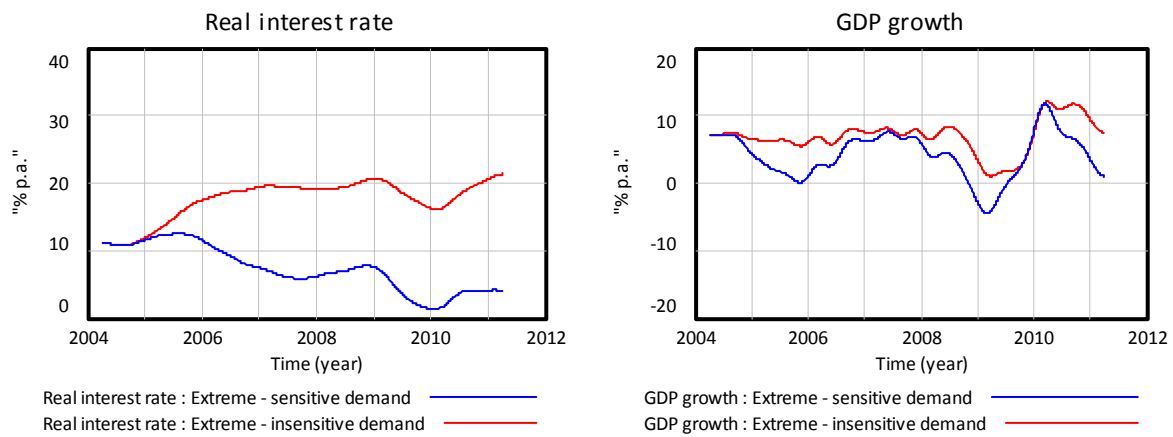 Real interest rate
40
30
20
10
0
"% p.a."
2004 2006 2008 2010 2012
Time (year)
Real interest rate : Extreme - sensitive demand
Real interest rate : Extreme - insensitive demand
GDP growth
20
10
0
-10
-20
"% p.a."
2004 2006 2008 2010 2012
Time (year)
GDP growth : Extreme - sensitive demand
GDP growth : Extreme - insensitive demand